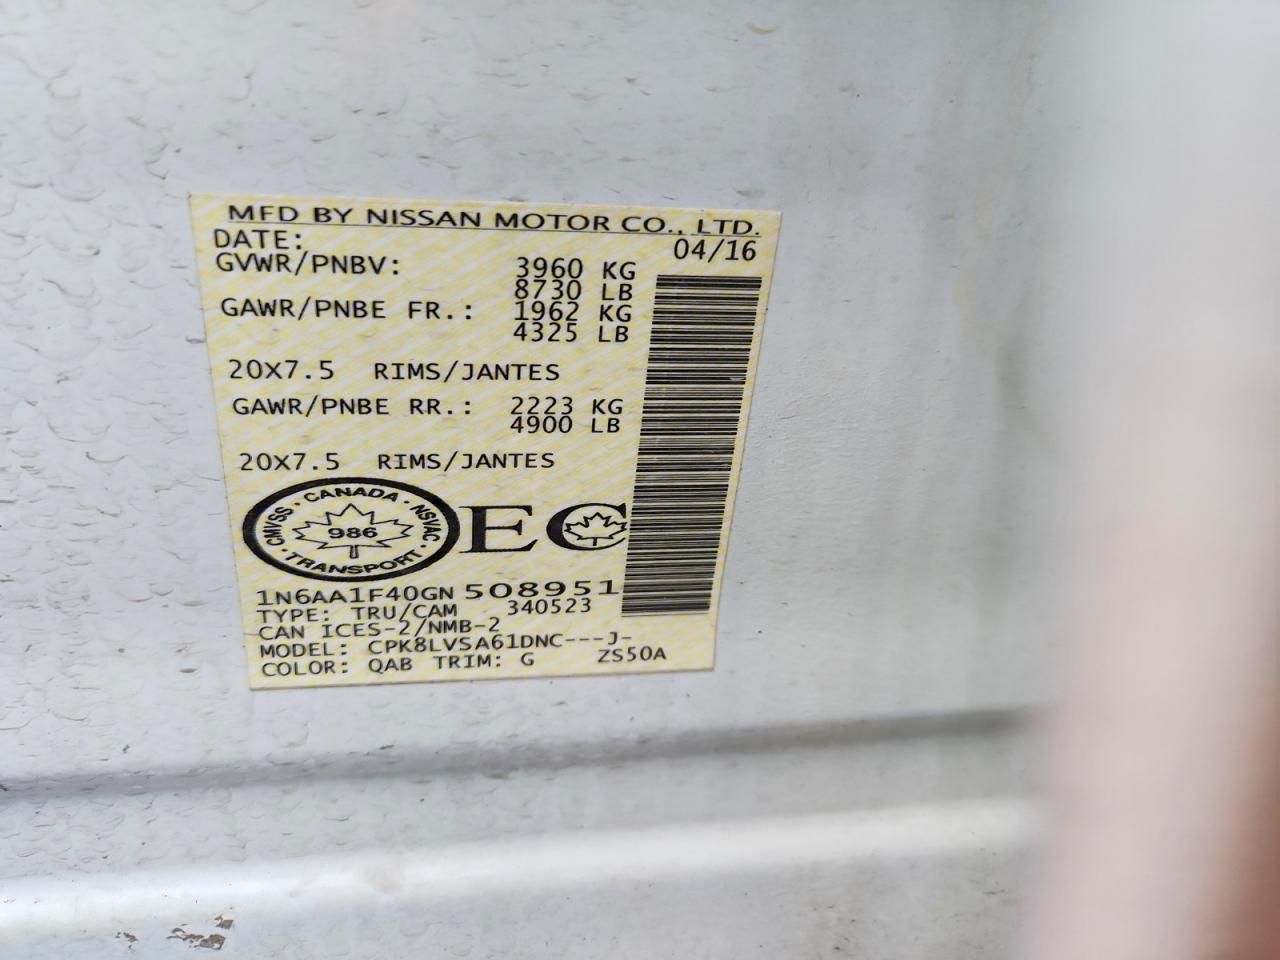 MFD BY NISSAN MOTOR CO., LTD.
DATE: 04/16
GVWR/PNBV: 3960 KG
8730 LB
GAWR/PNBE FR.: 1962 KG
4325 LB
20X7.5 RIMS/JANTES
GAWR/PNBE RR.: 2223 KG
4900 LB
20X7.5 RIMS/JANTES
CANADA · NSVAC · TRANSPORT · CMVSS ·
986
EC
1N6AA1F40GN508951
TYPE: TRU/CAM 340523
CAN ICES-2/NMB-2
MODEL: CPK8LVSA61DNC---J-
COLOR: QAB TRIM: G ZS50A